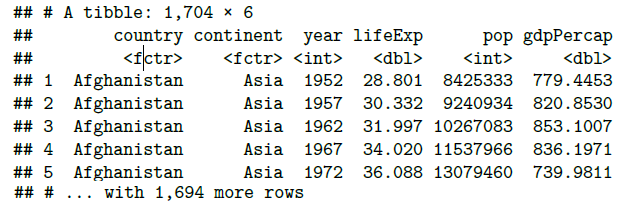 ## # A tibble: 1,704 × 6
## country continent year lifeExp pop gdpPercap
## <fctr> <fctr> <int> <dbl> <int> <dbl>
## 1 Afghanistan Asia 1952 28.801 8425333 779.4453
## 2 Afghanistan Asia 1957 30.332 9240934 820.8530
## 3 Afghanistan Asia 1962 31.997 10267083 853.1007
## 4 Afghanistan Asia 1967 34.020 11537966 836.1971
## 5 Afghanistan Asia 1972 36.088 13079460 739.9811
## # ... with 1,694 more rows